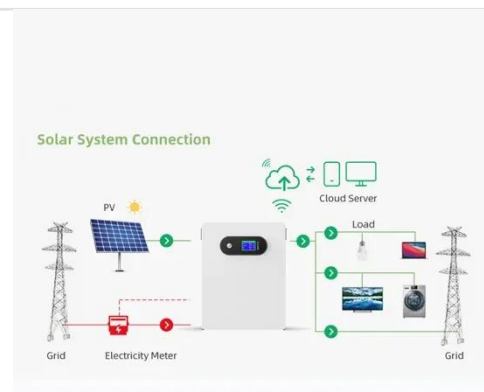 Solar System Connection
Cloud Server
PV
Load
Grid
Electricity Meter
Grid